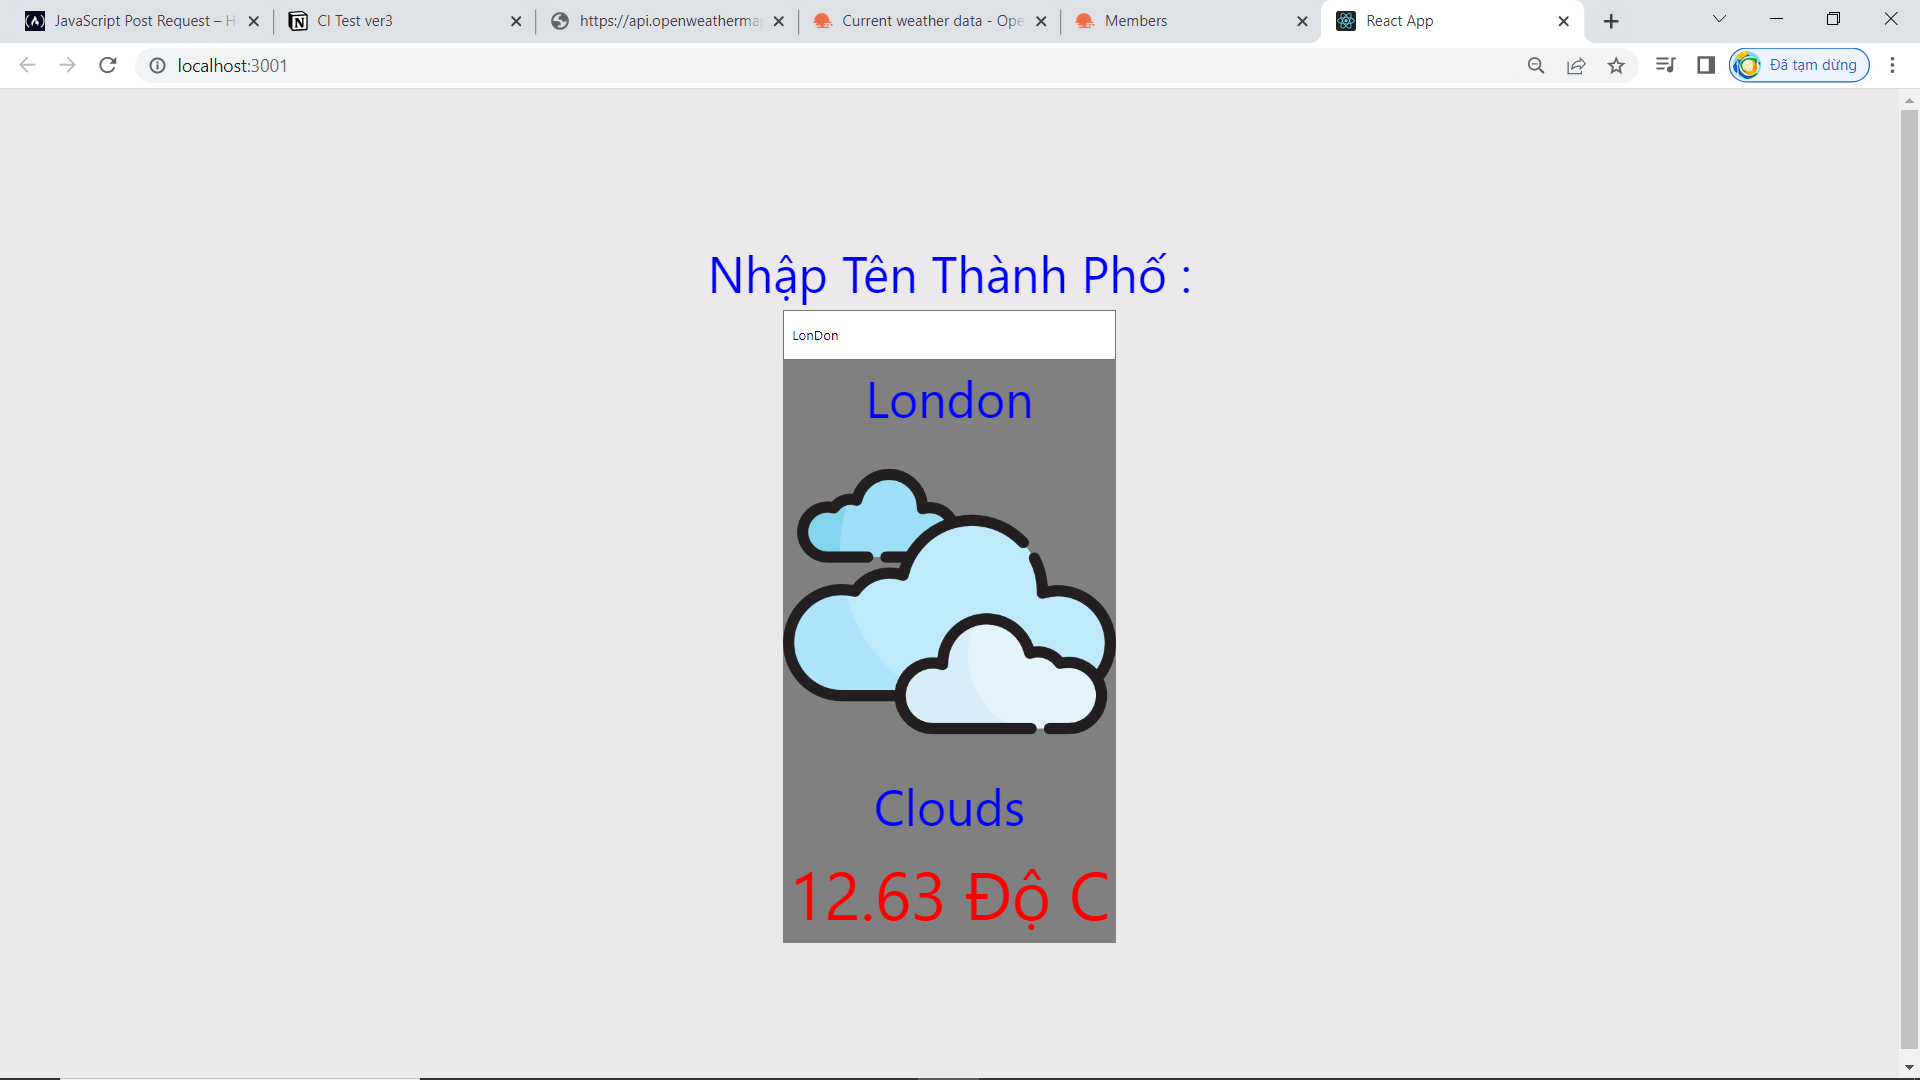 JavaScript Post Request – H
CI Test ver3
https://api.openweatherma
Current weather data - Ope
Members
React App
localhost:3001
Đã tạm dừng
Nhập Tên Thành Phố :
LonDon
London
Clouds
12.63 Độ C